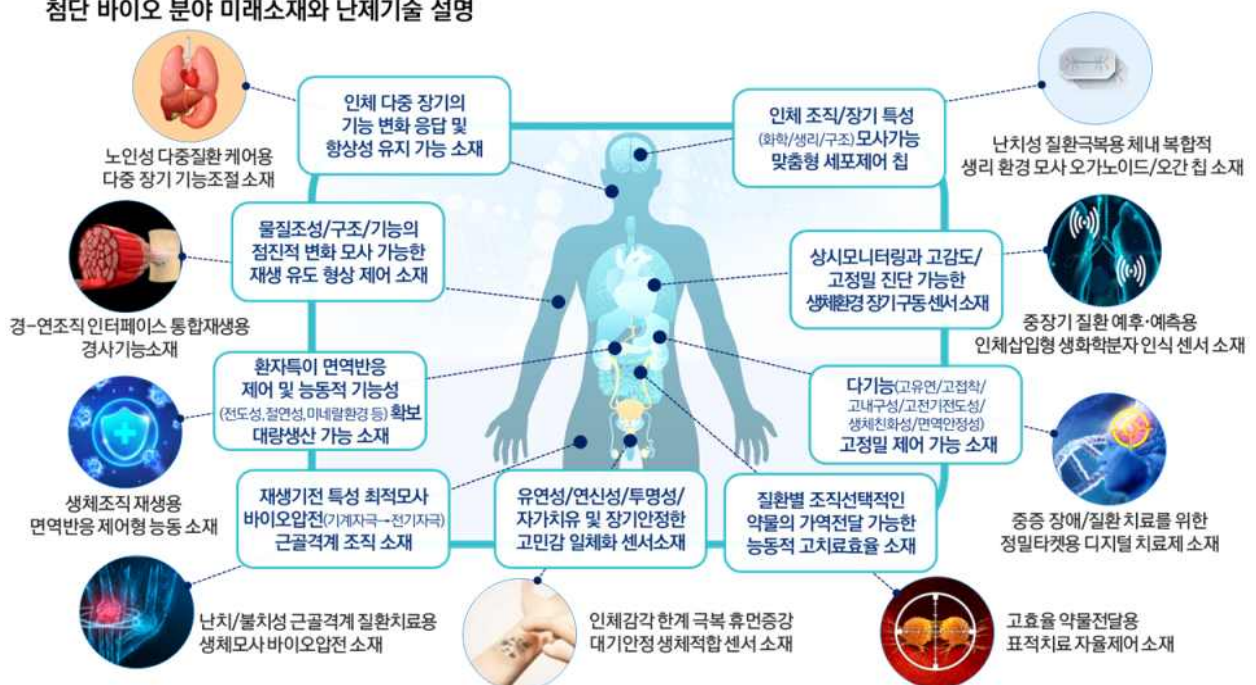 첨단 바이오 분야 미래소재와 난제기술 설명
인체 다중 장기의
기능 변화 응답 및
항상성 유지 가능 소재
노인성 다중질환 케어용
다중 장기 기능조절 소재
인체 조직/장기 특성
(화학/생리/구조) 모사가능
맞춤형 세포제어 칩
난치성 질환극복용 체내 복합적
생리 환경 모사 오가노이드/오간 칩 소재
물질조성/구조/기능의
점진적 변화 모사 가능한
재생 유도 형상 제어 소재
경-연조직 인터페이스 통합재생용
경사기능소재
상시모니터링과 고감도/
고정밀 진단 가능한
생체환경 장기구동 센서 소재
중장기 질환 예후·예측용
인체삽입형 생화학분자 인식 센서 소재
환자특이 면역반응
제어 및 능동적 기능성
(전도성,절연성,미네랄환경 등) 확보
대량생산 가능 소재
생체조직 재생용
면역반응 제어형 능동 소재
다기능(고유연/고접착/
고내구성/고전기전도성/
생체친화성/면역안정성)
고정밀 제어 가능 소재
중증 장애/질환 치료를 위한
정밀타켓용 디지털 치료제 소재
재생기전 특성 최적모사
바이오압전(기계자극→전기자극)
근골격계 조직 소재
난치/불치성 근골격계 질환치료용
생체모사 바이오압전 소재
유연성/연신성/투명성/
자가치유 및 장기안정한
고민감 일체화 센서소재
인체감각 한계 극복 휴먼증강
대기안정 생체적합 센서 소재
질환별 조직선택적인
약물의 가역전달 가능한
능동적 고치료효율 소재
고효율 약물전달용
표적치료 자율제어 소재